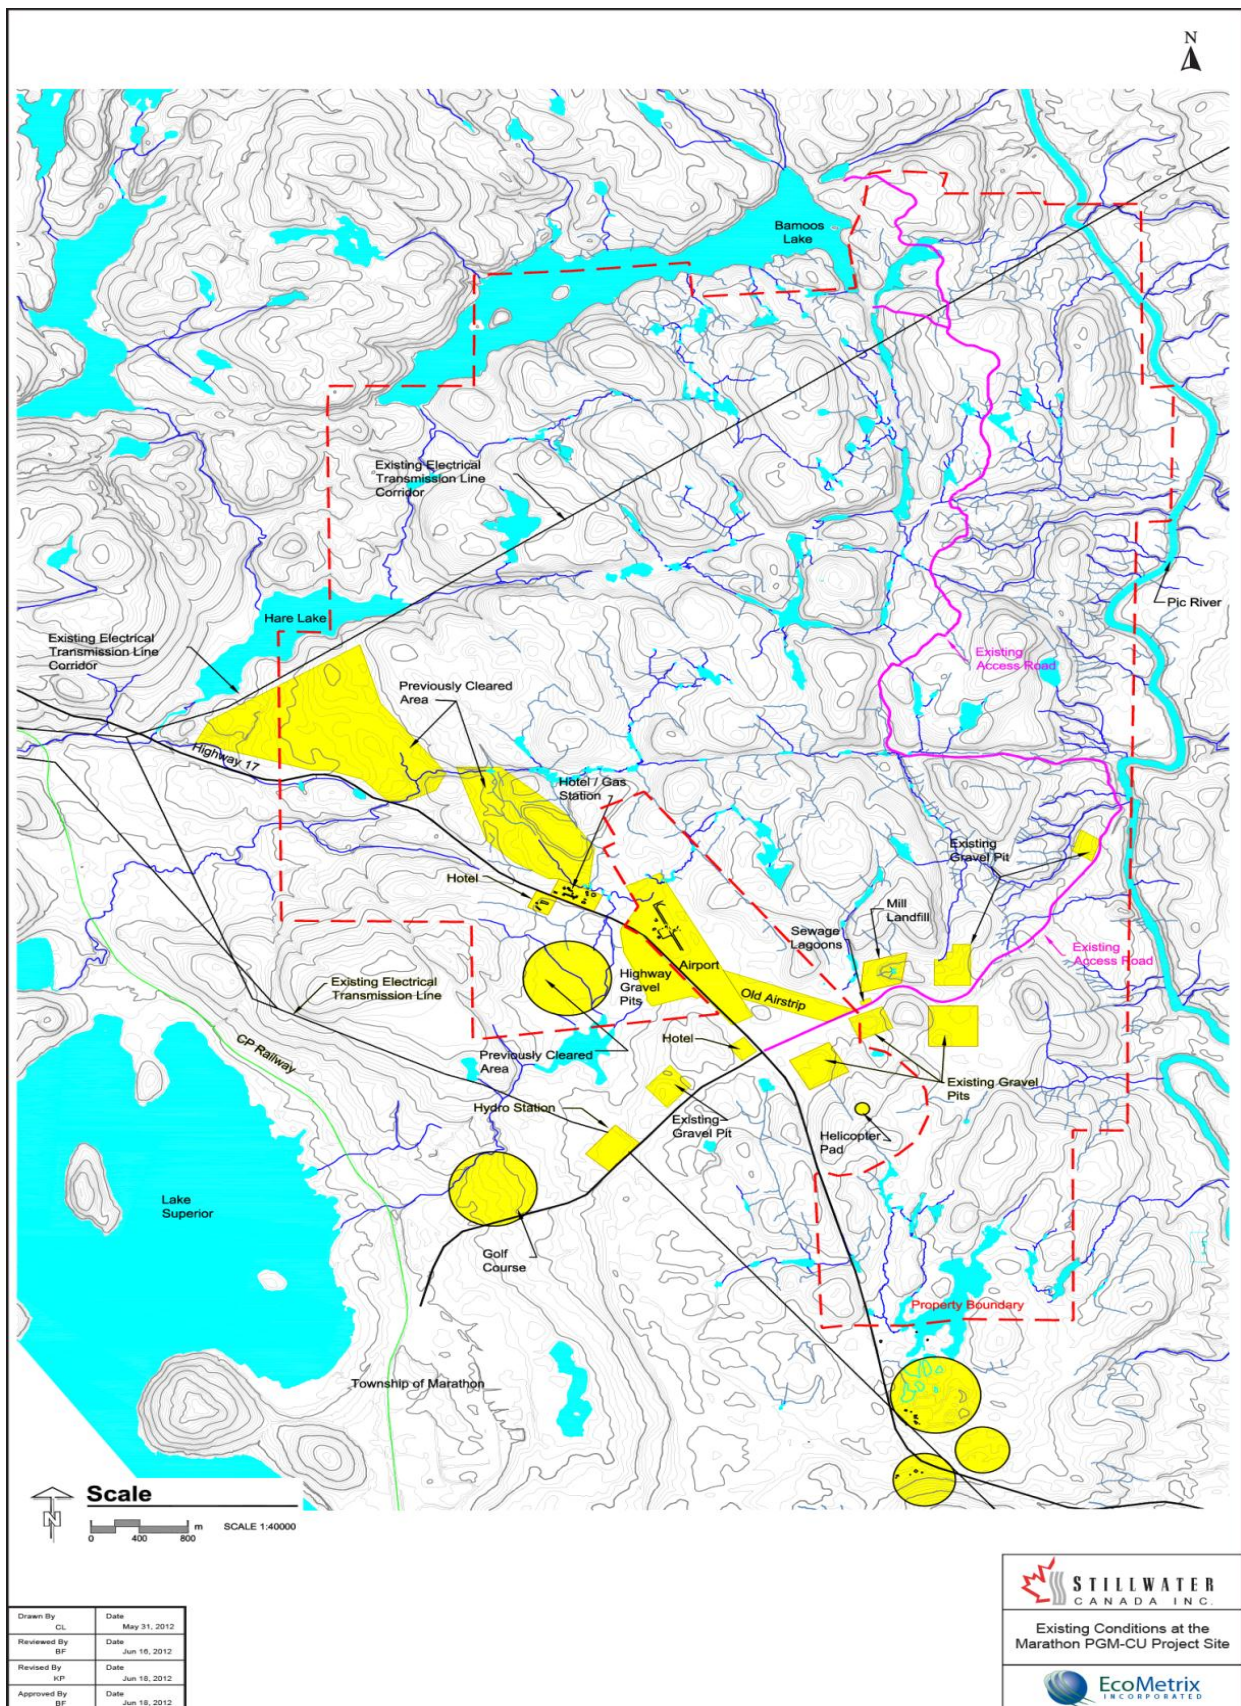 N
Bamoos
Lake
Existing Electrical
Transmission Line
Corridor
Pic River
Hare Lake
Existing Electrical
Transmission Line
Corridor
Existing
Access Road
Previously Cleared
Area
Highway 17
Hotel / Gas
Station
Existing
Gravel Pit
Hotel
Mill
Landfill
Sewage
Lagoons
Existing
Access Road
Airport
Highway
Gravel
Pits
Existing Electrical
Transmission Line
Old Airstrip
CP Railway
Hotel
Previously Cleared
Area
Existing Gravel
Pits
Hydro Station
Existing
Gravel Pit
Helicopter
Pad
Lake
Superior
Golf
Course
Property Boundary
Township of Marathon
Scale
N
0 400 800 m
SCALE 1:40000
STILLWATER
CANADA INC.
Existing Conditions at the
Marathon PGM-CU Project Site
EcoMetrix
INCORPORATED
Drawn By Date
CL May 31, 2012
Reviewed By Date
BF Jun 16, 2012
Revised By Date
KP Jun 18, 2012
Approved By Date
BF Jun 18, 2012